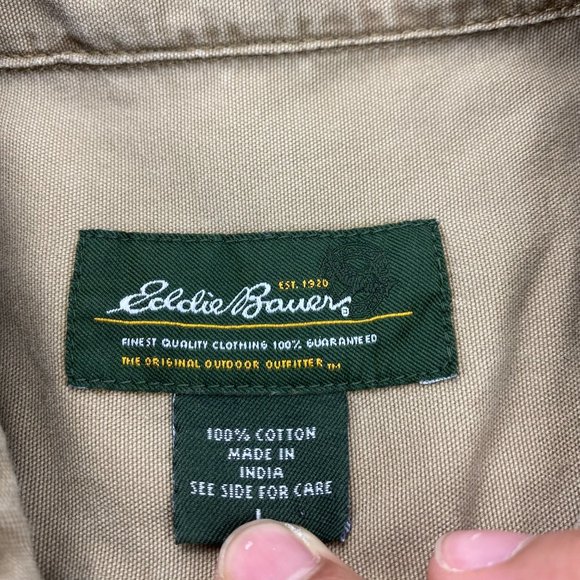 EST. 1920
Eddie Bauer®
FINEST QUALITY CLOTHING 100% GUARANTEED
THE ORIGINAL OUTDOOR OUTFITTER™
100% COTTON
MADE IN
INDIA
SEE SIDE FOR CARE